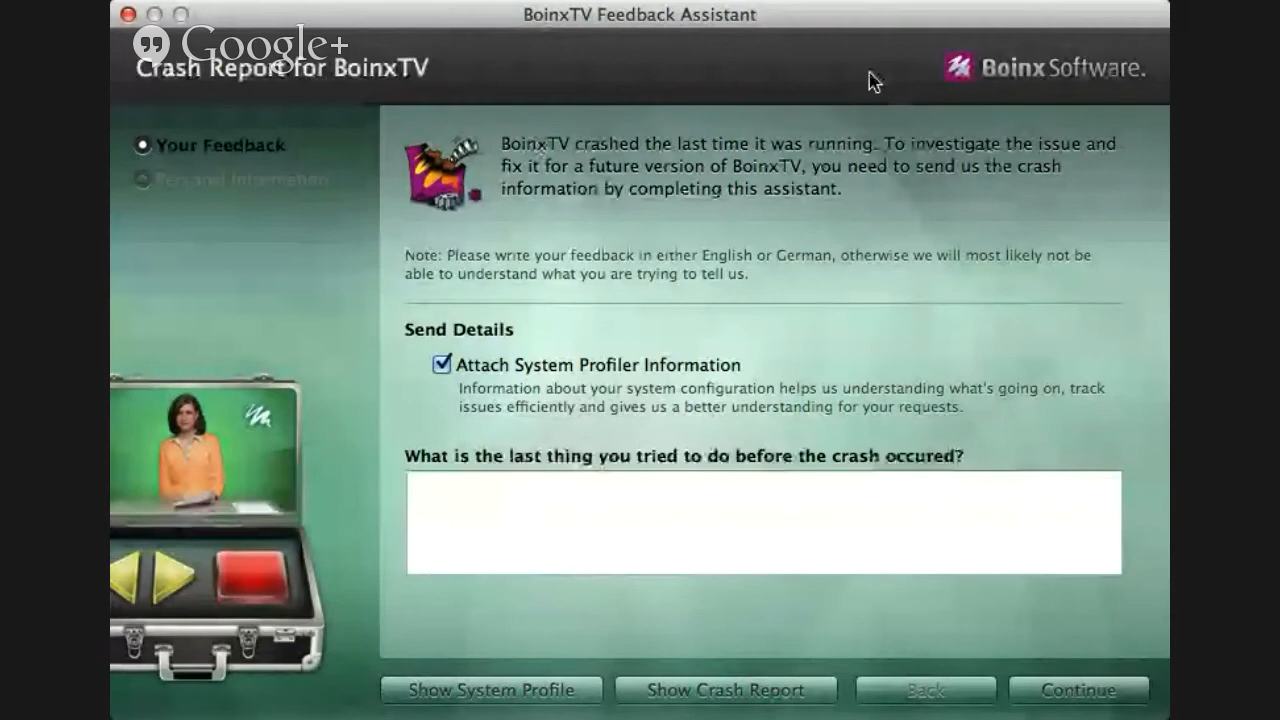 BoinxTV Feedback Assistant
Google+
Crash Report for BoinxTV
Boinx Software.
Your Feedback
Personal Information
BoinxTV crashed the last time it was running. To investigate the issue and
fix it for a future version of BoinxTV, you need to send us the crash
information by completing this assistant.
Note: Please write your feedback in either English or German, otherwise we will most likely not be
able to understand what you are trying to tell us.
Send Details
Attach System Profiler Information
Information about your system configuration helps us understanding what's going on, track
issues efficiently and gives us a better understanding for your requests.
What is the last thing you tried to do before the crash occured?
Show System Profile
Show Crash Report
Back
Continue